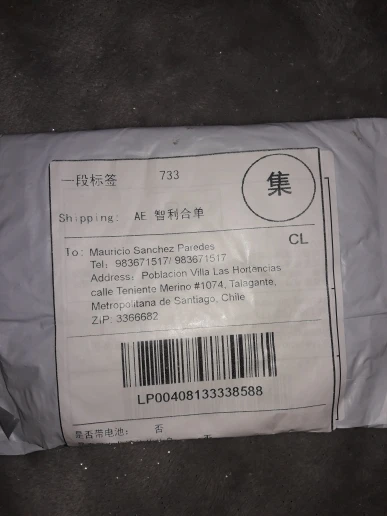 一段标签 733
集
Shipping: AE 智利合单
CL
To: Mauricio Sanchez Paredes
Tel: 983671517/ 983671517
Address: Poblacion Villa Las Hortencias
calle Teniente Merino #1074, Talagante,
Metropolitana de Santiago, Chile
ZIP: 3366682
LP00408133338588
是否带电池: 否